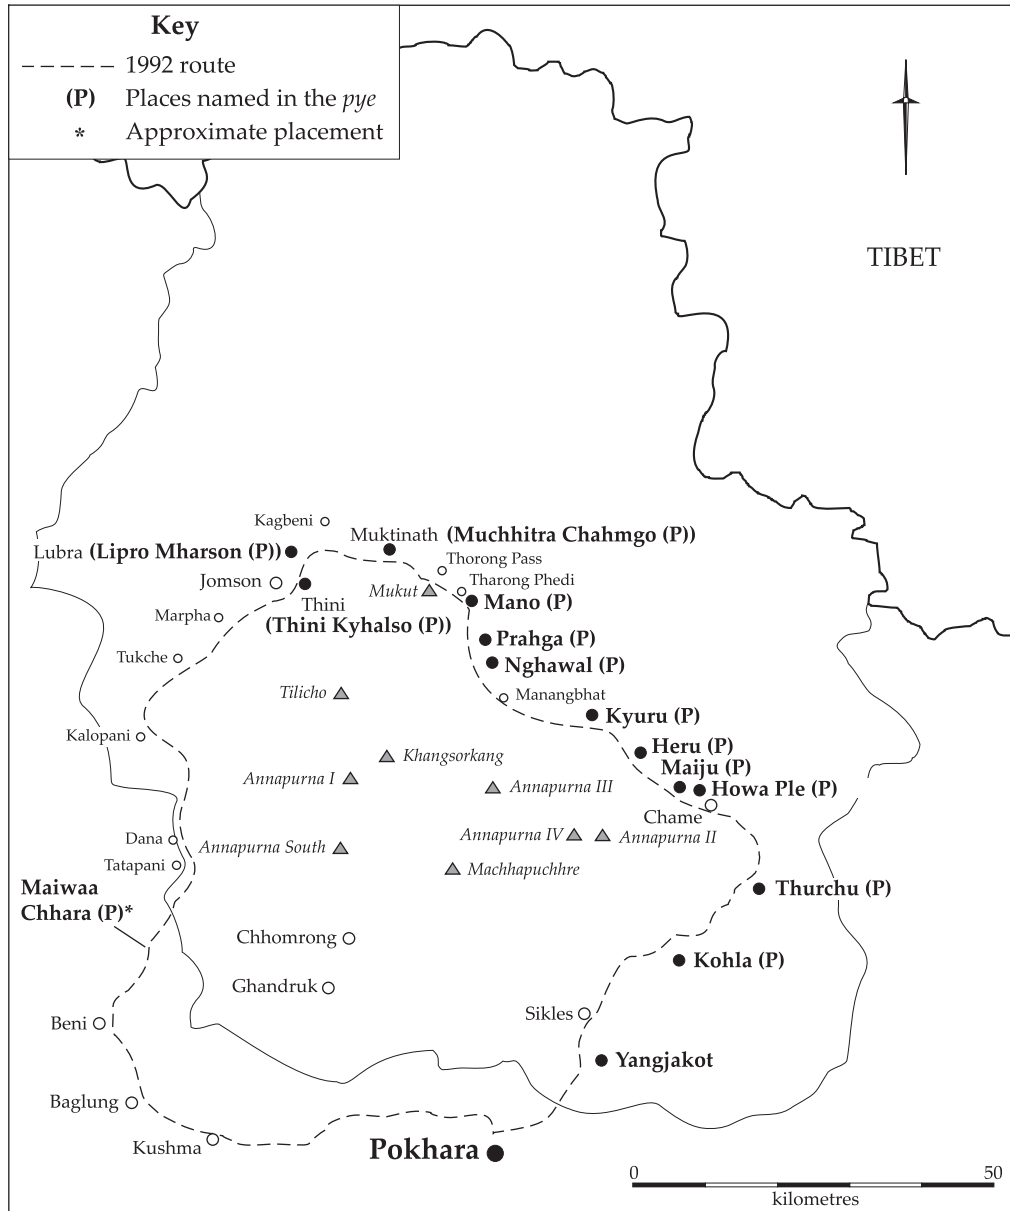 Key
1992 route
(P) Places named in the pye
* Approximate placement
TIBET
Kagbeni
Muktinath (Muchhitra Chahmgo (P))
Lubra (Lipro Mharson (P))
Thorong Pass
Jomson
Tharong Phedi
Mukut
Mano (P)
Thini
(Thini Kyhalso (P))
Marpha
Prahga (P)
Tukche
Nghawal (P)
Tilicho
Manangbhat
Kyuru (P)
Kalopani
Heru (P)
Khangsorkang
Maiju (P)
Annapurna I
Annapurna III
Howa Ple (P)
Chame
Dana
Annapurna South
Annapurna IV
Annapurna II
Tatapani
Machhapuchhre
Maiwaa
Chhara (P)*
Thurchu (P)
Chhomrong
Kohla (P)
Ghandruk
Sikles
Beni
Yangjakot
Baglung
Kushma
Pokhara
0 50
kilometres